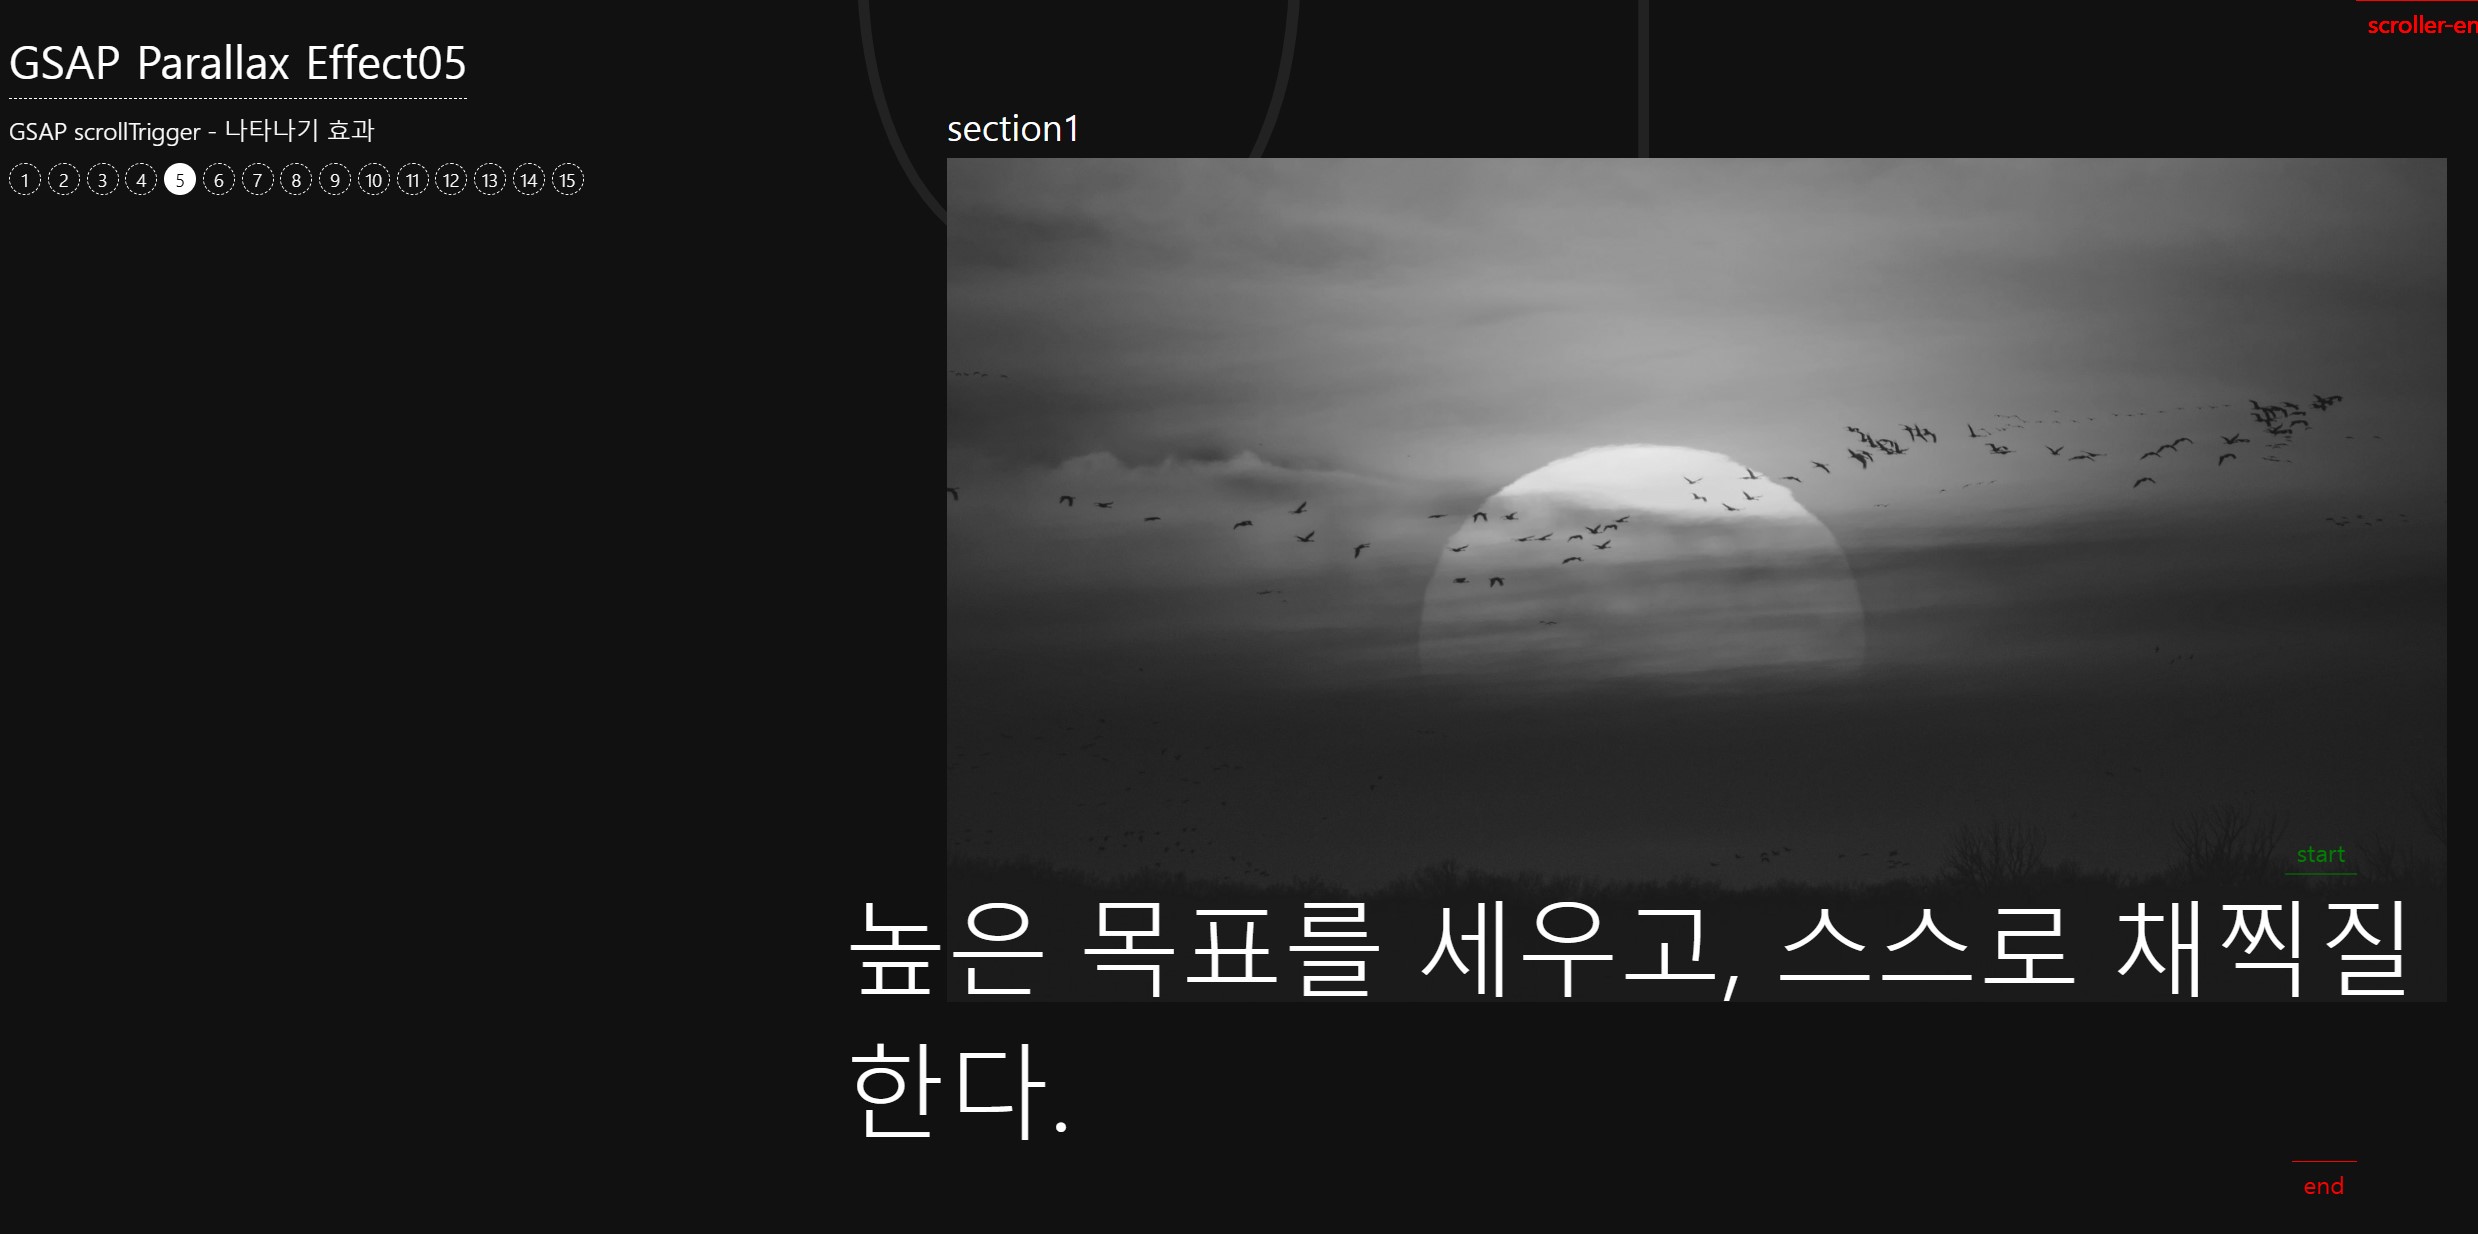 GSAP Parallax Effect05
GSAP scrollTrigger - 나타나기 효과
1 2 3 4 5 6 7 8 9 10 11 12 13 14 15
scroller-en
section1
start
높은 목표를 세우고, 스스로 채찍질
한다.
end